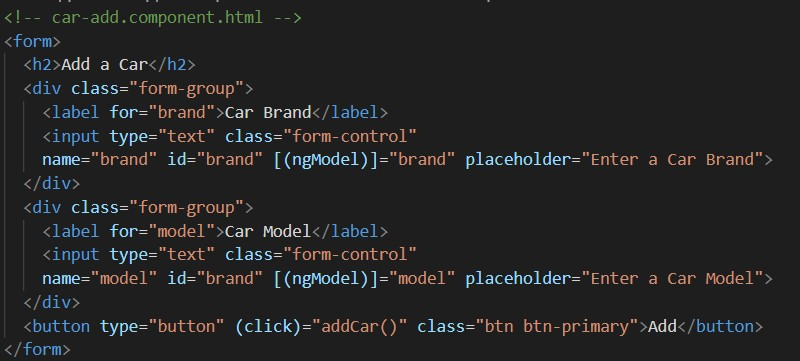 <!-- car-add.component.html -->
<form>
<h2>Add a Car</h2>
<div class="form-group">
<label for="brand">Car Brand</label>
<input type="text" class="form-control"
name="brand" id="brand" [(ngModel)]="brand" placeholder="Enter a Car Brand">
</div>
<div class="form-group">
<label for="model">Car Model</label>
<input type="text" class="form-control"
name="model" id="brand" [(ngModel)]="model" placeholder="Enter a Car Model">
</div>
<button type="button" (click)="addCar()" class="btn btn-primary">Add</button>
</form>